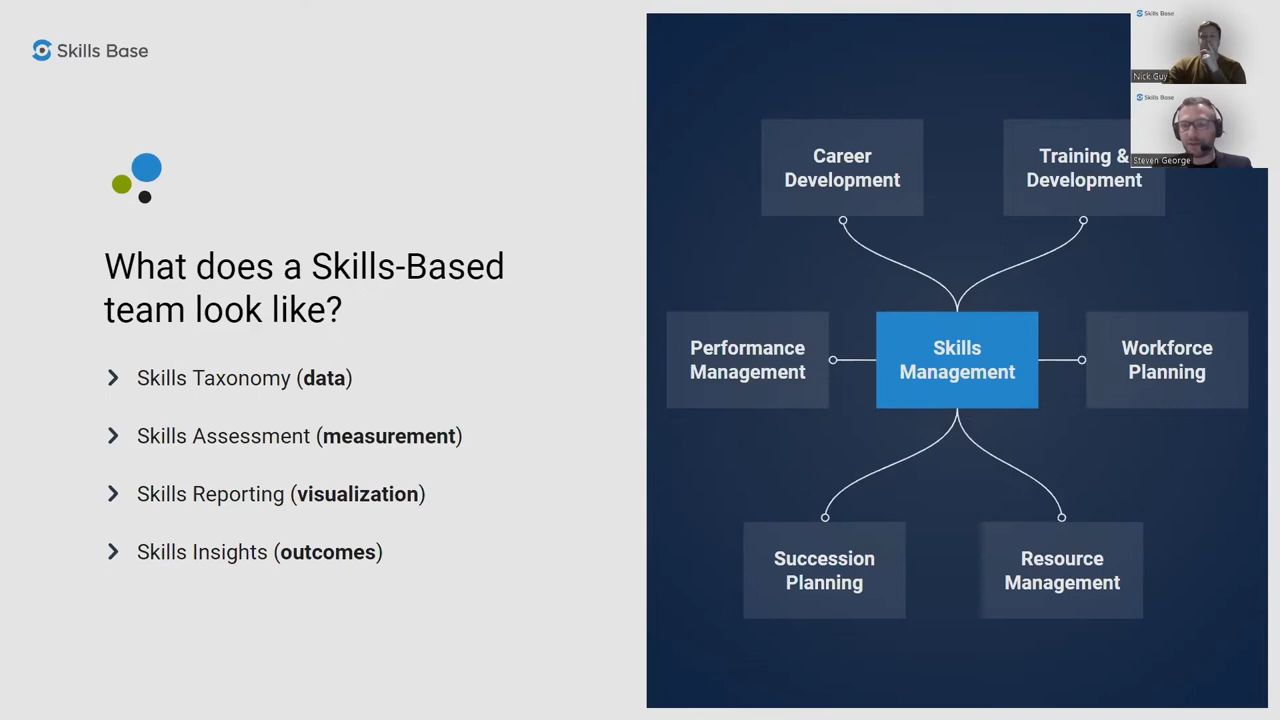 Skills Base
What does a Skills-Based
team look like?
Skills Taxonomy (data)
Skills Assessment (measurement)
Skills Reporting (visualization)
Skills Insights (outcomes)
Career
Development
Training &
Development
Performance
Management
Skills
Management
Workforce
Planning
Succession
Planning
Resource
Management
Skills Base
Nick Guy
Skills Base
Steven George